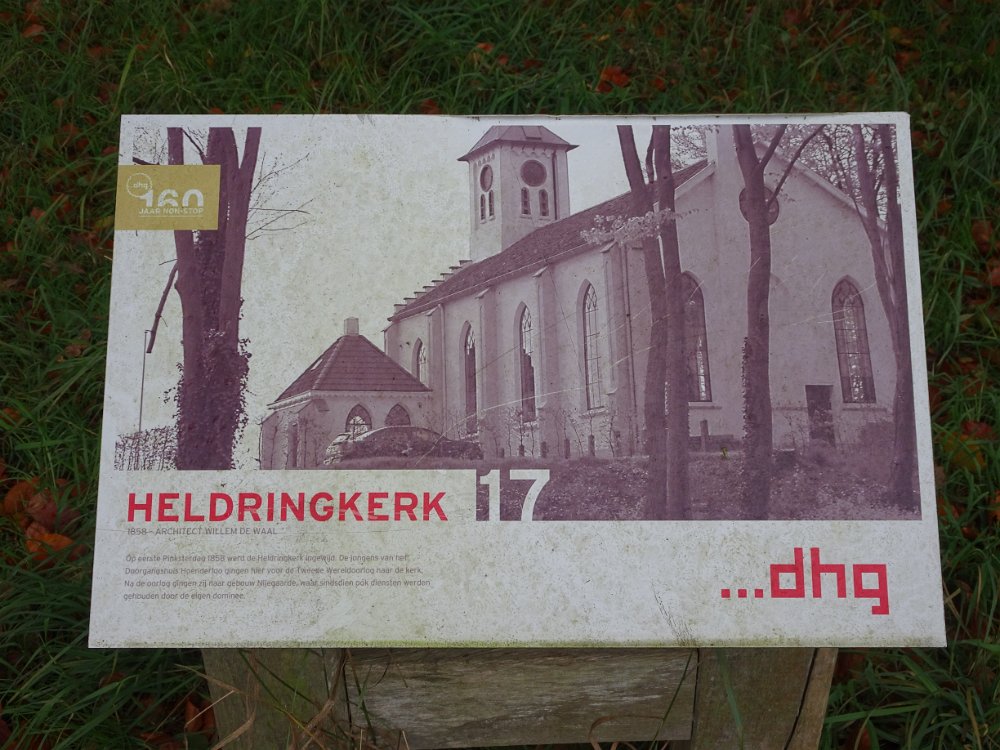 dhg
160
JAAR NON-STOP
HELDRINGKERK 17
1858 – ARCHITECT WILLEM DE WAAL
Op eerste Pinksterdag 1858 werd de Heldringkerk ingewijd. De jongens van het
Doorgangshuis Hoenderloo gingen hier voor de Tweede Wereldoorlog naar de kerk.
Na de oorlog gingen zij naar gebouw Nijegaarde, waar sindsdien ook diensten werden
gehouden door de eigen dominee.
...dhg